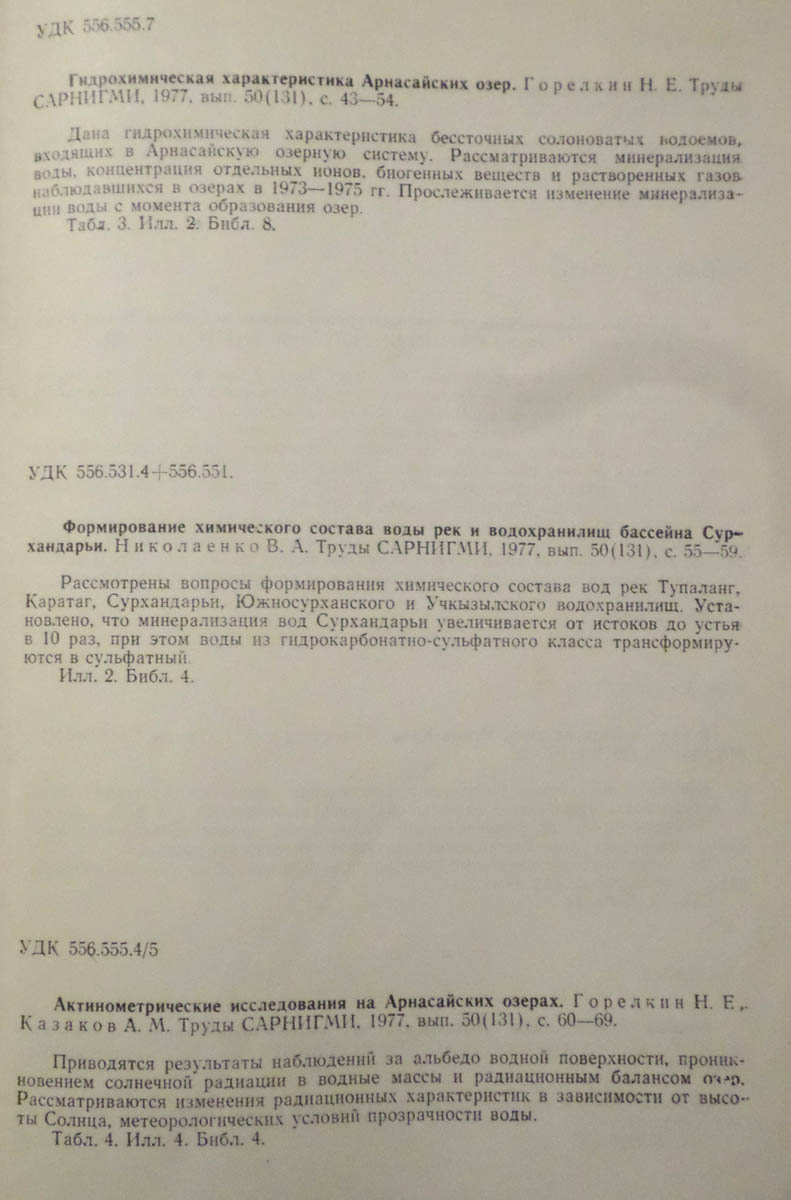 УДК 556.555.7
Гидрохимическая характеристика Арнасайских озер. Горелкин Н. Е. Труды
САРНИГМИ, 1977, вып. 50(131), с. 43—54.
Дана гидрохимическая характеристика бессточных солоноватых водоемов,
входящих в Арнасайскую озерную систему. Рассматриваются минерализация
воды, концентрация отдельных ионов, биогенных веществ и растворенных газов,
наблюдавшихся в озерах в 1973—1975 гг. Прослеживается изменение минерализа-
ции воды с момента образования озер.
Табл. 3. Илл. 2. Библ. 8.
УДК 556.531.4+556.551.
Формирование химического состава воды рек и водохранилищ бассейна Сур-
хандарьи. Николаенко В. А. Труды САРНИГМИ, 1977, вып. 50(131), с. 55—59.
Рассмотрены вопросы формирования химического состава вод рек Тупаланг,
Каратаг, Сурхандарьи, Южносурханского и Учкызылского водохранилищ. Уста-
новлено, что минерализация вод Сурхандарьи увеличивается от истоков до устья
в 10 раз, при этом воды из гидрокарбонатно-сульфатного класса трансформиру-
ются в сульфатный.
Илл. 2. Библ. 4.
УДК 556.555.4/5
Актинометрические исследования на Арнасайских озерах. Горелкин Н. Е.,
Казаков А. М. Труды САРНИГМИ, 1977, вып. 50(131), с. 60—69.
Приводятся результаты наблюдений за альбедо водной поверхности, проник-
новением солнечной радиации в водные массы и радиационным балансом озер.
Рассматриваются изменения радиационных характеристик в зависимости от высо-
ты Солнца, метеорологических условий прозрачности воды.
Табл. 4. Илл. 4. Библ. 4.